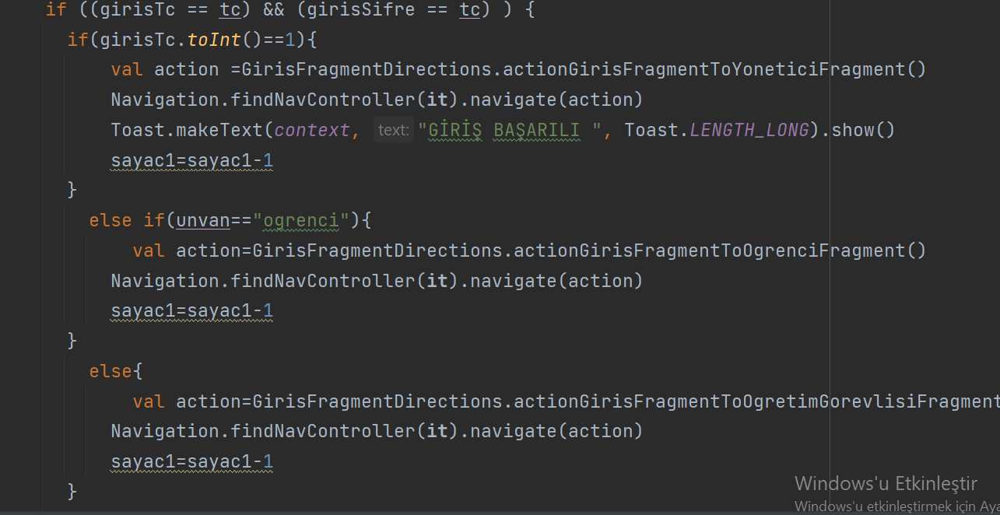 if ((girisTc == tc) && (girisSifre == tc) ) {
if(girisTc.toInt()==1){
val action =GirisFragmentDirections.actionGirisFragmentToYoneticiFragment()
Navigation.findNavController(it).navigate(action)
Toast.makeText(context, text: "GİRİŞ BAŞARILI ", Toast.LENGTH_LONG).show()
sayac1=sayac1-1
}
else if(unvan=="ogrenci"){
val action=GirisFragmentDirections.actionGirisFragmentToOgrenciFragment()
Navigation.findNavController(it).navigate(action)
sayac1=sayac1-1
}
else{
val action=GirisFragmentDirections.actionGirisFragmentToOgretimGorevlisiFragment
Navigation.findNavController(it).navigate(action)
sayac1=sayac1-1
}
Windows'u Etkinleştir
Windows'u etkinleştirmek için